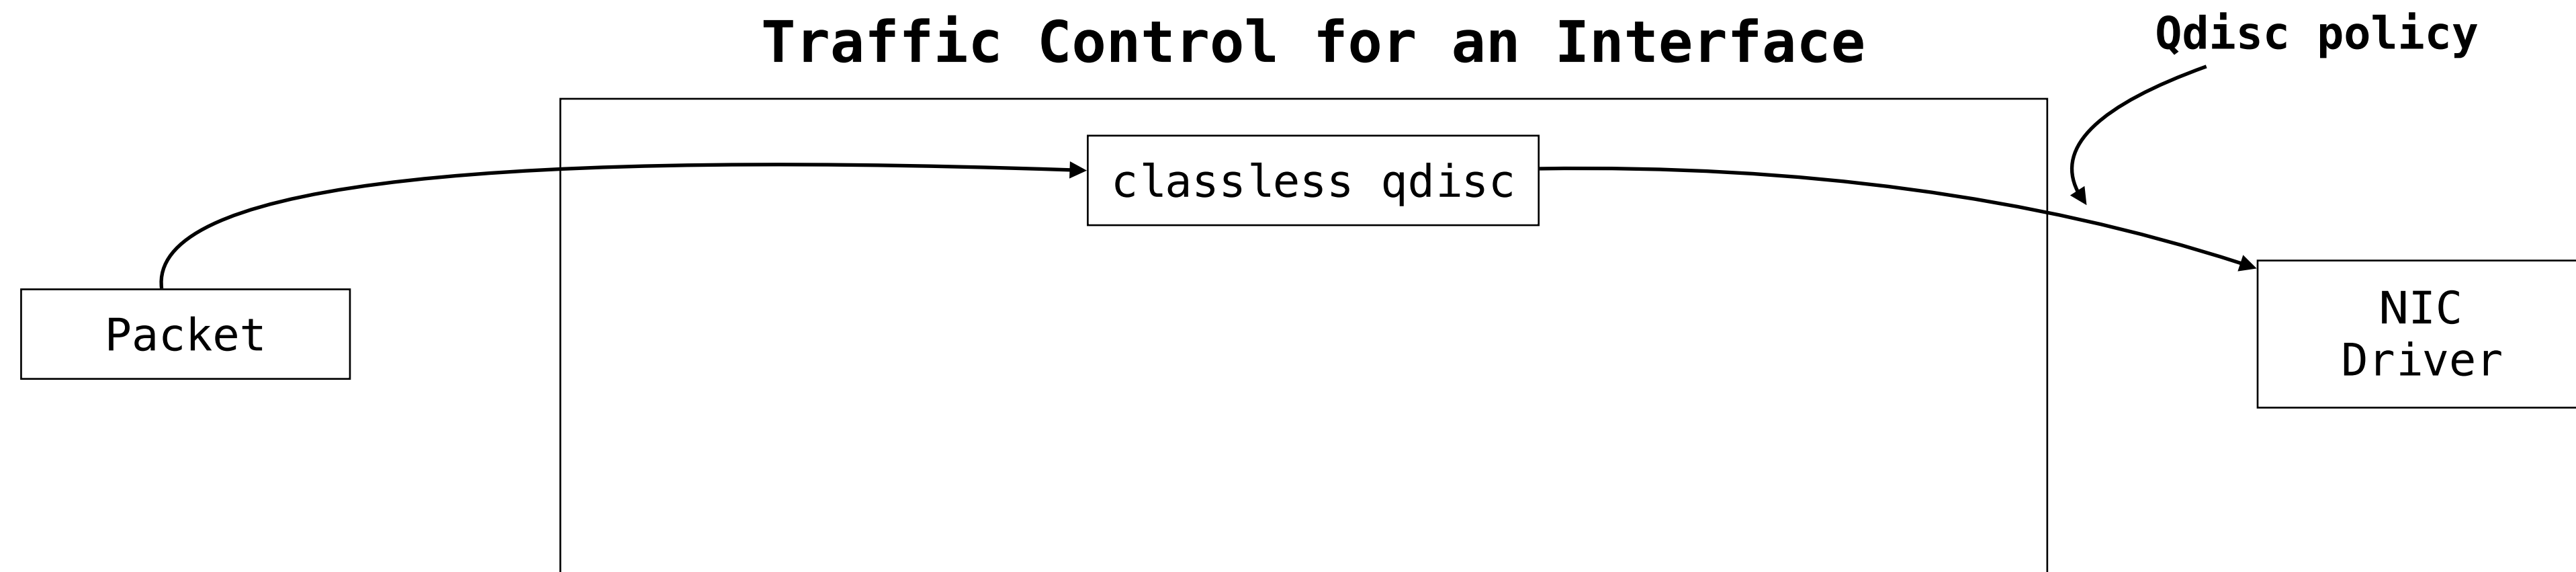 Traffic Control for an Interface
Qdisc policy
classless qdisc
Packet
NIC
Driver